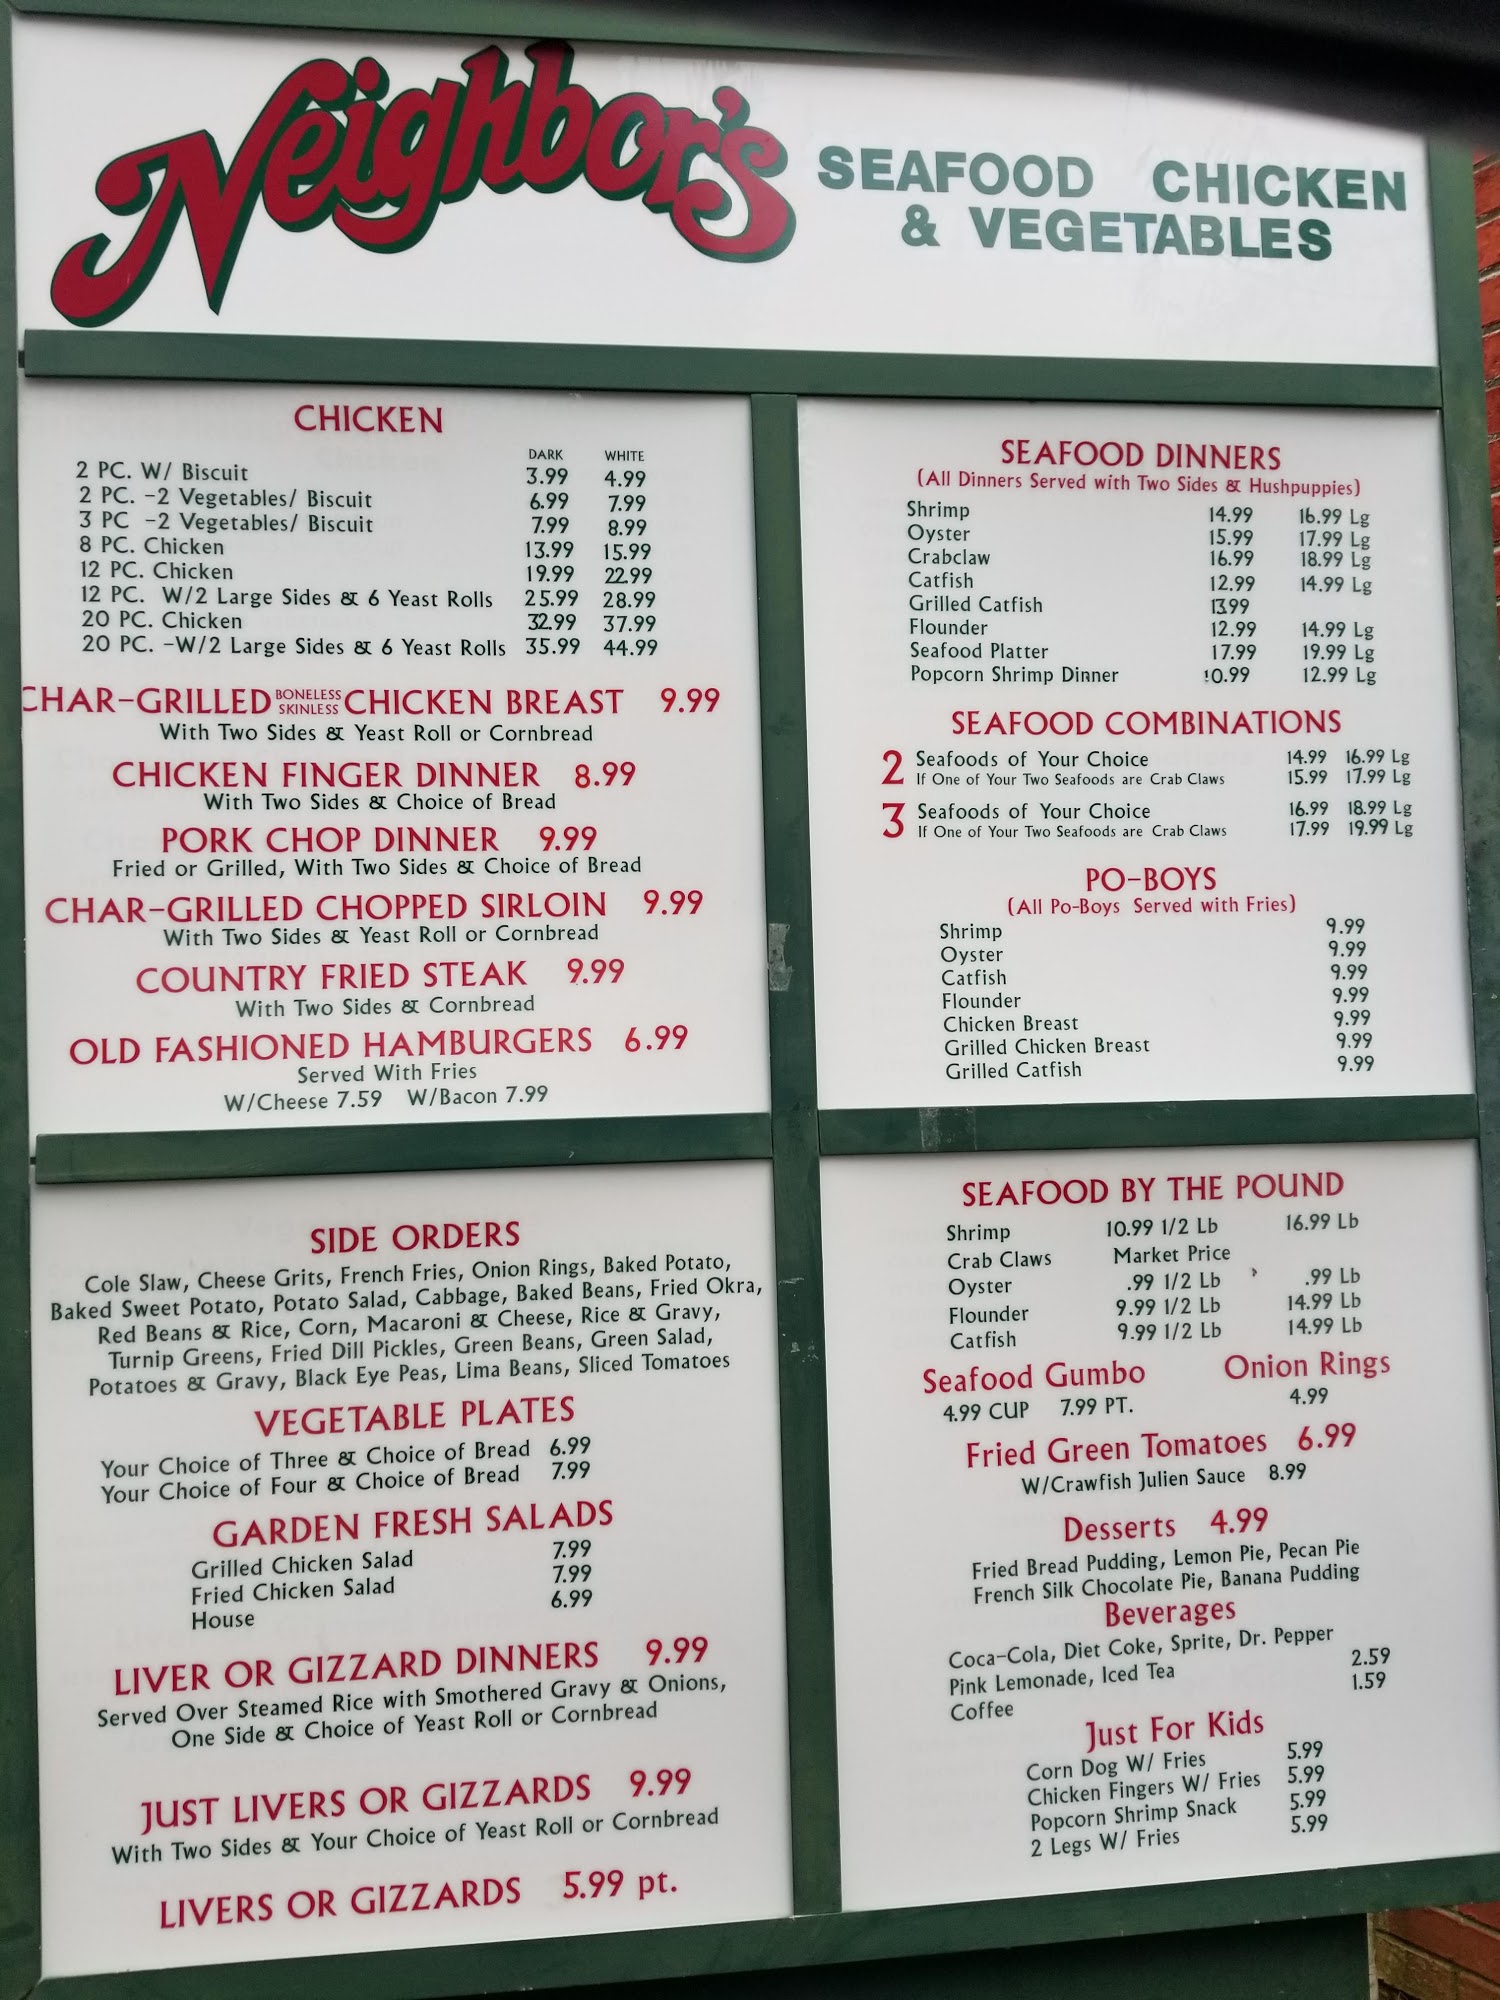 Neighbor's
SEAFOOD CHICKEN
& VEGETABLES
CHICKEN
DARK WHITE
2 PC. W/ Biscuit 3.99 4.99
2 PC. -2 Vegetables/ Biscuit 6.99 7.99
3 PC -2 Vegetables/ Biscuit 7.99 8.99
8 PC. Chicken 13.99 15.99
12 PC. Chicken 19.99 22.99
12 PC. W/2 Large Sides & 6 Yeast Rolls 25.99 28.99
20 PC. Chicken 32.99 37.99
20 PC. -W/2 Large Sides & 6 Yeast Rolls 35.99 44.99
CHAR-GRILLED BONELESS SKINLESS CHICKEN BREAST 9.99
With Two Sides & Yeast Roll or Cornbread
CHICKEN FINGER DINNER 8.99
With Two Sides & Choice of Bread
PORK CHOP DINNER 9.99
Fried or Grilled, With Two Sides & Choice of Bread
CHAR-GRILLED CHOPPED SIRLOIN 9.99
With Two Sides & Yeast Roll or Cornbread
COUNTRY FRIED STEAK 9.99
With Two Sides & Cornbread
OLD FASHIONED HAMBURGERS 6.99
Served With Fries
W/Cheese 7.59 W/Bacon 7.99
SEAFOOD DINNERS
(All Dinners Served with Two Sides & Hushpuppies)
Shrimp 14.99 16.99 Lg
Oyster 15.99 17.99 Lg
Crabclaw 16.99 18.99 Lg
Catfish 12.99 14.99 Lg
Grilled Catfish 13.99
Flounder 12.99 14.99 Lg
Seafood Platter 17.99 19.99 Lg
Popcorn Shrimp Dinner 10.99 12.99 Lg
SEAFOOD COMBINATIONS
2 Seafoods of Your Choice 14.99 16.99 Lg
If One of Your Two Seafoods are Crab Claws 15.99 17.99 Lg
3 Seafoods of Your Choice 16.99 18.99 Lg
If One of Your Two Seafoods are Crab Claws 17.99 19.99 Lg
PO-BOYS
(All Po-Boys Served with Fries)
Shrimp 9.99
Oyster 9.99
Catfish 9.99
Flounder 9.99
Chicken Breast 9.99
Grilled Chicken Breast 9.99
Grilled Catfish 9.99
SIDE ORDERS
Cole Slaw, Cheese Grits, French Fries, Onion Rings, Baked Potato,
Baked Sweet Potato, Potato Salad, Cabbage, Baked Beans, Fried Okra,
Red Beans & Rice, Corn, Macaroni & Cheese, Rice & Gravy,
Turnip Greens, Fried Dill Pickles, Green Beans, Green Salad,
Potatoes & Gravy, Black Eye Peas, Lima Beans, Sliced Tomatoes
VEGETABLE PLATES
Your Choice of Three & Choice of Bread 6.99
Your Choice of Four & Choice of Bread 7.99
GARDEN FRESH SALADS
Grilled Chicken Salad 7.99
Fried Chicken Salad 7.99
House 6.99
LIVER OR GIZZARD DINNERS 9.99
Served Over Steamed Rice with Smothered Gravy & Onions,
One Side & Choice of Yeast Roll or Cornbread
JUST LIVERS OR GIZZARDS 9.99
With Two Sides & Your Choice of Yeast Roll or Cornbread
LIVERS OR GIZZARDS 5.99 pt.
SEAFOOD BY THE POUND
Shrimp 10.99 1/2 Lb 16.99 Lb
Crab Claws Market Price
Oyster .99 1/2 Lb .99 Lb
Flounder 9.99 1/2 Lb 14.99 Lb
Catfish 9.99 1/2 Lb 14.99 Lb
Seafood Gumbo Onion Rings
4.99 CUP 7.99 PT. 4.99
Fried Green Tomatoes 6.99
W/Crawfish Julien Sauce 8.99
Desserts 4.99
Fried Bread Pudding, Lemon Pie, Pecan Pie
French Silk Chocolate Pie, Banana Pudding
Beverages
Coca-Cola, Diet Coke, Sprite, Dr. Pepper
Pink Lemonade, Iced Tea 2.59
Coffee 1.59
Just For Kids
Corn Dog W/ Fries 5.99
Chicken Fingers W/ Fries 5.99
Popcorn Shrimp Snack 5.99
2 Legs W/ Fries 5.99